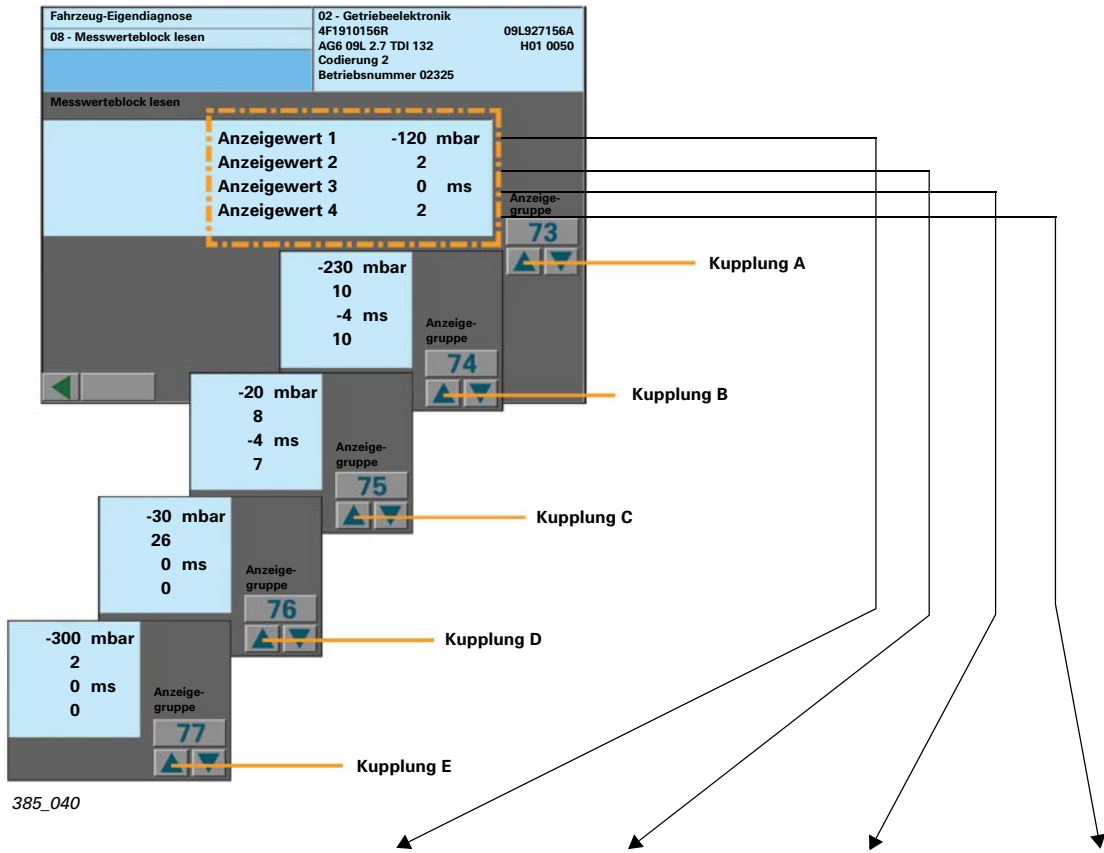 Fahrzeug-Eigendiagnose
08 - Messwerteblock lesen
02 - Getriebeelektronik
4F1910156R 09L927156A
AG6 09L 2.7 TDI 132 H01 0050
Codierung 2
Betriebsnummer 02325
Messwerteblock lesen
Anzeigewert 1 -120 mbar
Anzeigewert 2 2
Anzeigewert 3 0 ms
Anzeigewert 4 2
Anzeige-
gruppe
73
Kupplung A
-230 mbar
10
-4 ms
10
Anzeige-
gruppe
74
Kupplung B
-20 mbar
8
-4 ms
7
Anzeige-
gruppe
75
Kupplung C
-30 mbar
26
0 ms
0
Anzeige-
gruppe
76
Kupplung D
-300 mbar
2
0 ms
0
Anzeige-
gruppe
77
Kupplung E
385_040